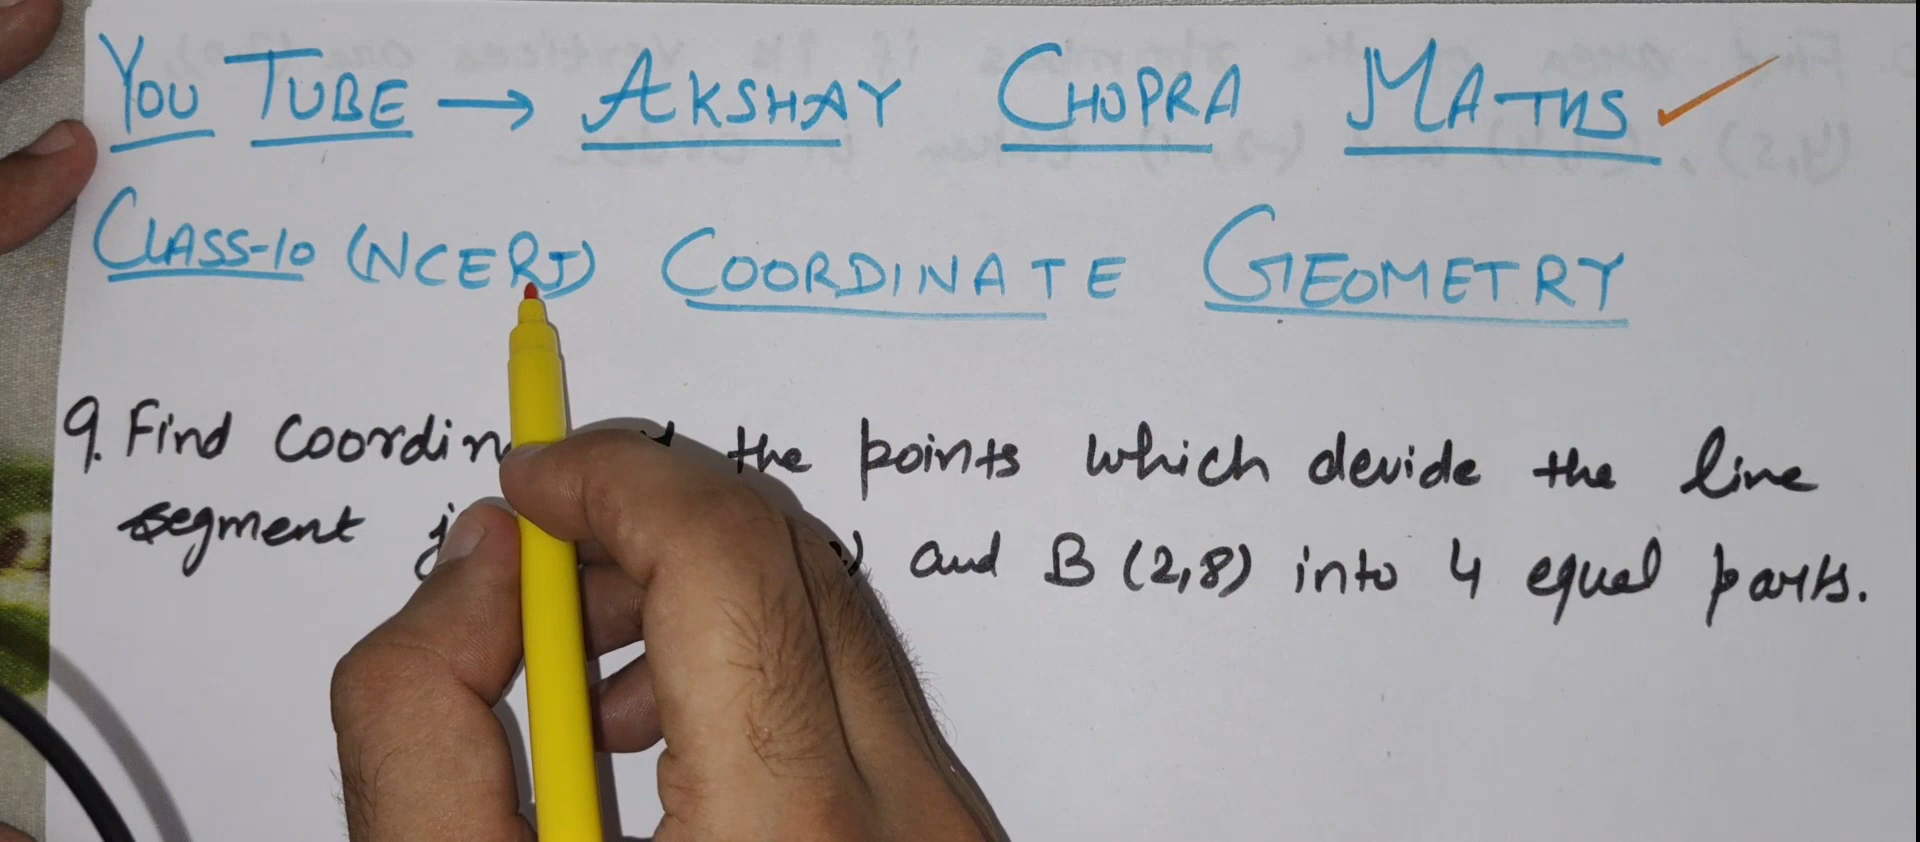 YOU TUBE → AKSHAY CHOPRA MATHS ✓
CLASS-10 (NCERT) COORDINATE GEOMETRY
9. Find the points which devide the line
segment and B (2,8) into 4 equal parts.